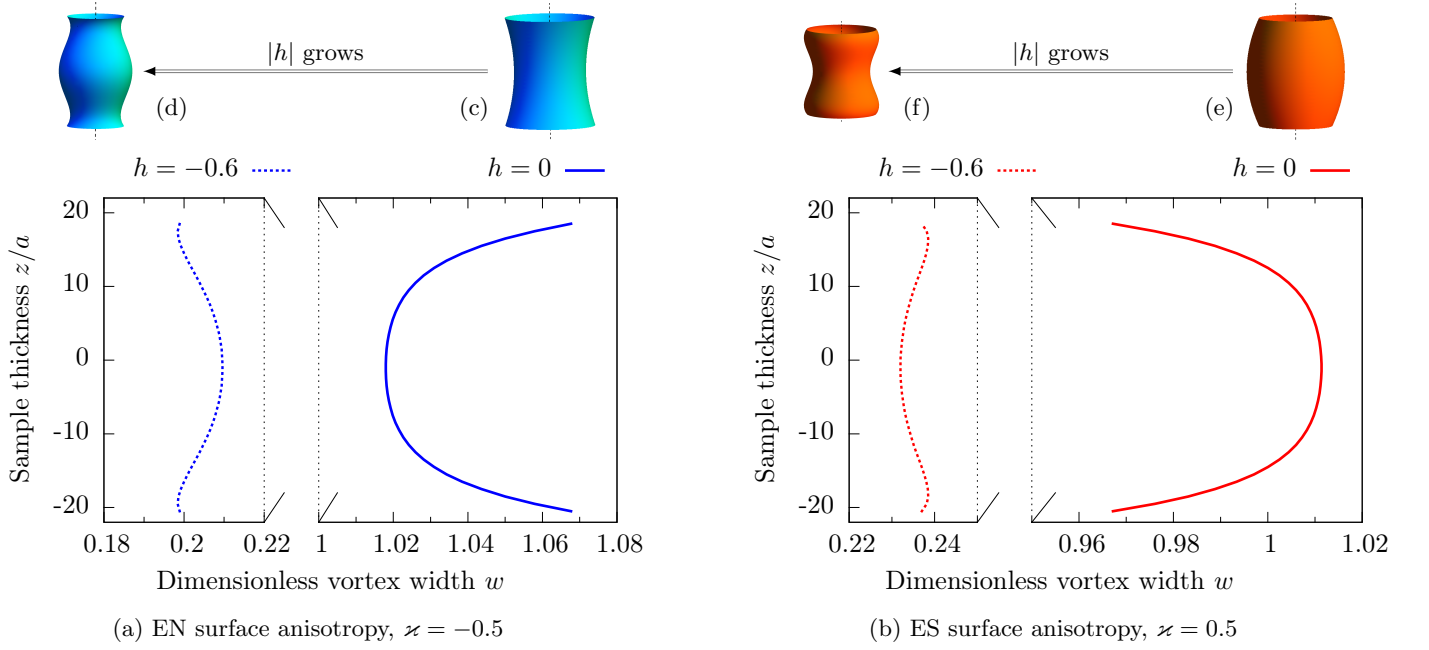 |h| grows
(d)
(c)
|h| grows
(f)
(e)
h = −0.6
h = 0
h = −0.6
h = 0
Sample thickness z/a
20
10
0
-10
-20
0.18
0.2
0.22
1
1.02
1.04
1.06
1.08
Dimensionless vortex width w
(a) EN surface anisotropy, ϰ = −0.5
Sample thickness z/a
20
10
0
-10
-20
0.22
0.24
0.96
0.98
1
1.02
Dimensionless vortex width w
(b) ES surface anisotropy, ϰ = 0.5